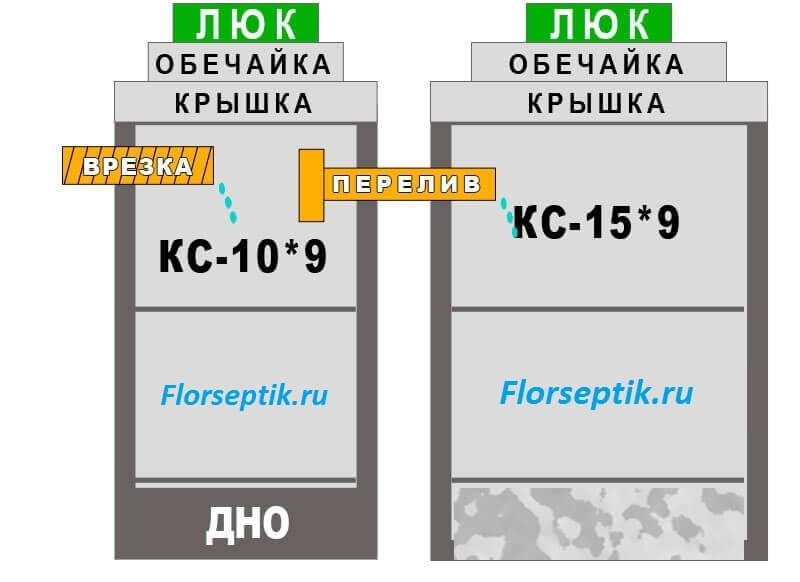 ЛЮК
ОБЕЧАЙКА
КРЫШКА
ВРЕЗКА
КС-10*9
Florseptik.ru
ДНО
ПЕРЕЛИВ
ЛЮК
ОБЕЧАЙКА
КРЫШКА
КС-15*9
Florseptik.ru